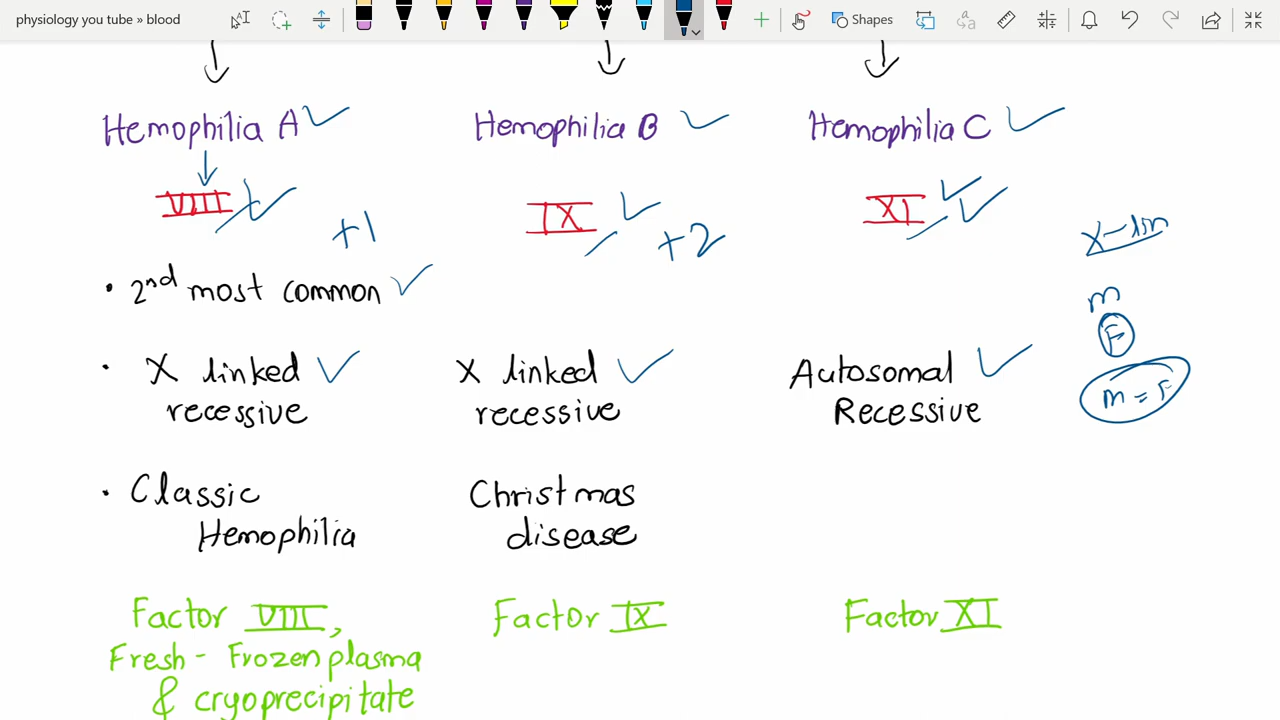 physiology you tube » blood
Shapes
Hemophilia A Hemophilia B Hemophilia C
VIII IX XI
+1 +2
X-lin
• 2nd most common
m
F
m = F
• X linked recessive
X linked recessive
Autosomal Recessive
• Classic Hemophilia
Christmas disease
Factor VIII,
Fresh - Frozen plasma
& cryoprecipitate
Factor IX
Factor XI